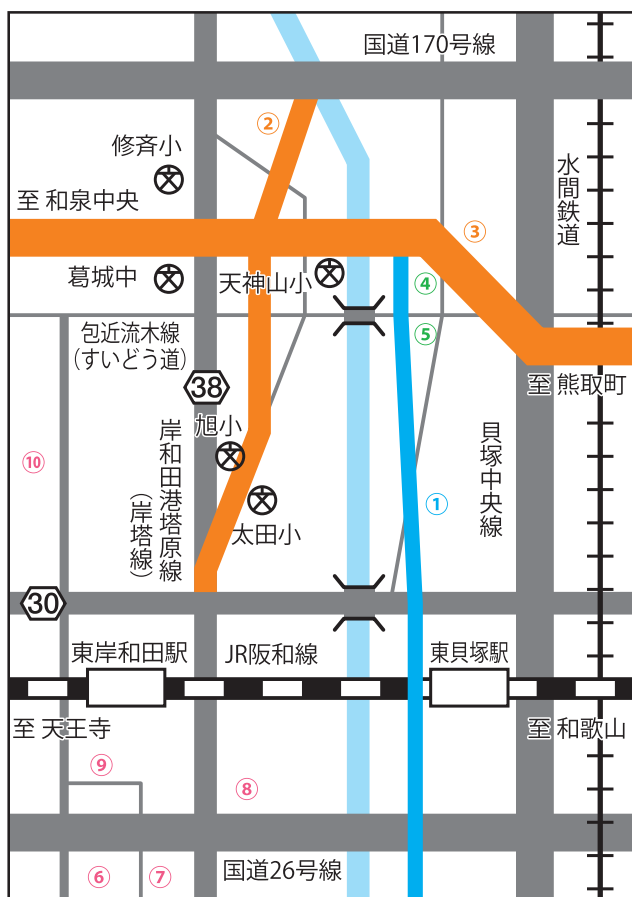 国道170号線
②
修斉小
水間鉄道
至 和泉中央
③
葛城中
天神山小
④
包近流木線
(すいどう道)
⑤
38
至 熊取町
旭小
岸和田港塔原線
(岸塔線)
貝塚中央線
⑩
①
太田小
30
東岸和田駅
JR阪和線
東貝塚駅
至 天王寺
至 和歌山
⑨
⑧
国道26号線
⑥
⑦